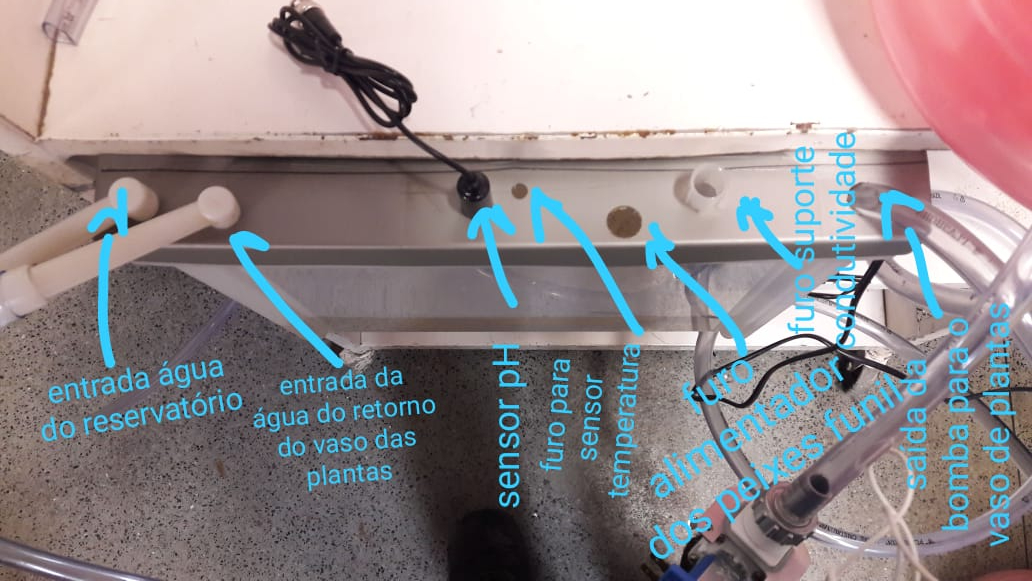 entrada água
do reservatório
entrada da
água do retorno
do vaso das
plantas
sensor pH
furo para
sensor
temperatura
furo
alimentador
dos peixes funilda
furo suporte
condutividade
saída da
bomba para o
vaso de plantas